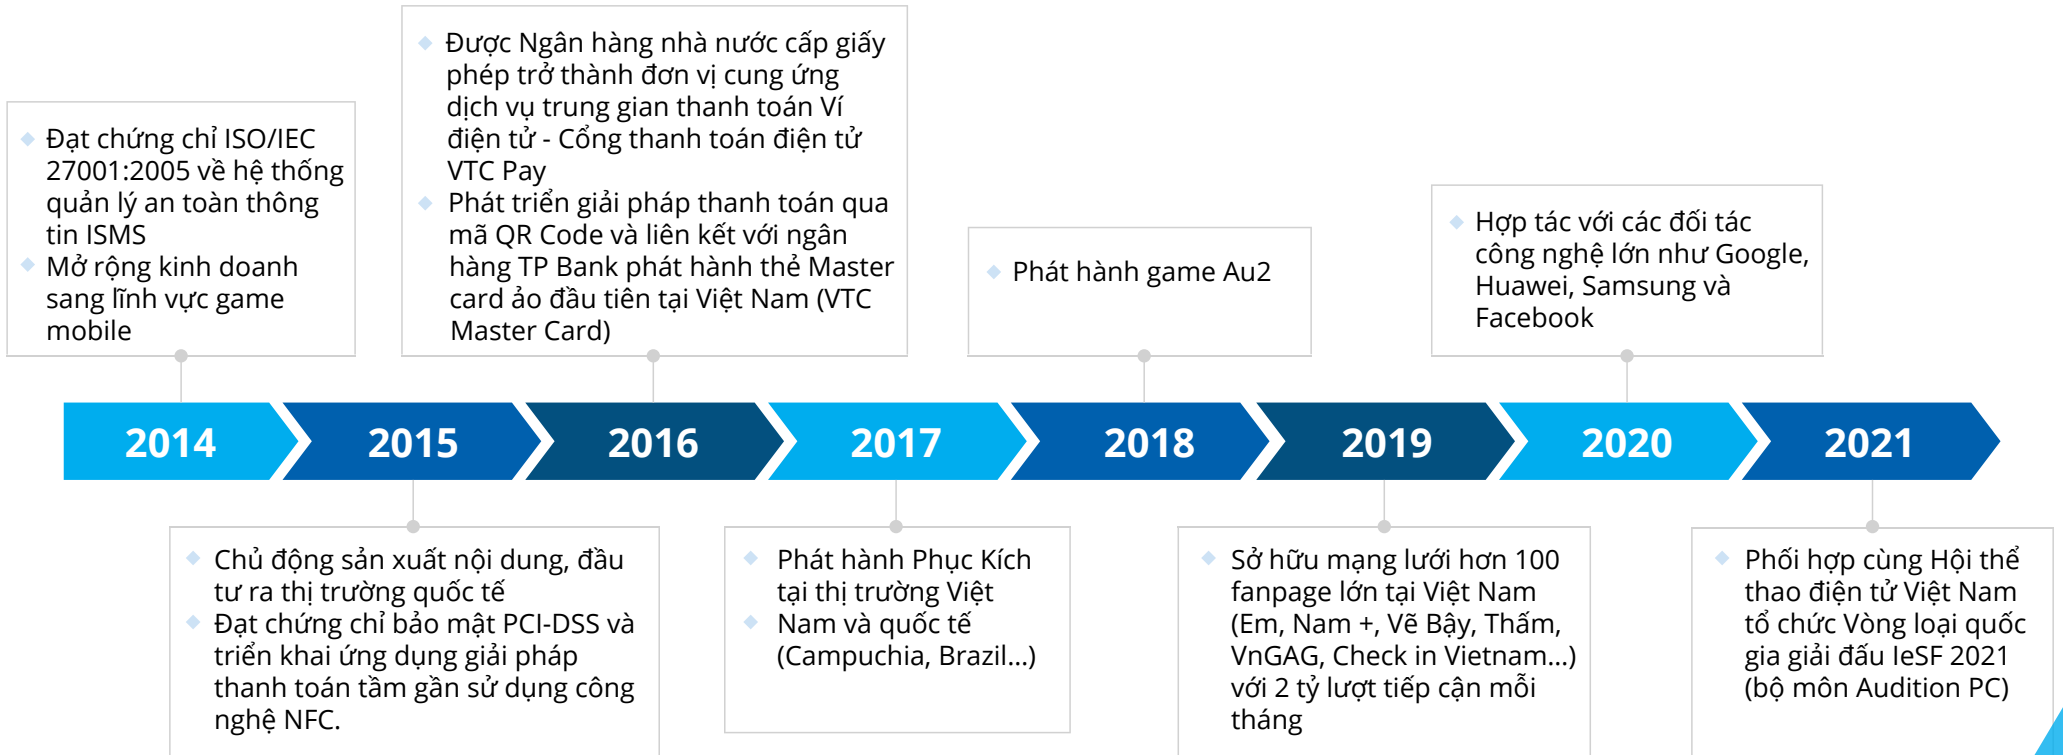 Đạt chứng chỉ ISO/IEC
27001:2005 về hệ thống
quản lý an toàn thông
tin ISMS
Mở rộng kinh doanh
sang lĩnh vực game
mobile
Được Ngân hàng nhà nước cấp giấy
phép trở thành đơn vị cung ứng
dịch vụ trung gian thanh toán Ví
điện tử - Cổng thanh toán điện tử
VTC Pay
Phát triển giải pháp thanh toán qua
mã QR Code và liên kết với ngân
hàng TP Bank phát hành thẻ Master
card ảo đầu tiên tại Việt Nam (VTC
Master Card)
Phát hành game Au2
Hợp tác với các đối tác
công nghệ lớn như Google,
Huawei, Samsung và
Facebook
2014
2015
2016
2017
2018
2019
2020
2021
Chủ động sản xuất nội dung, đầu
tư ra thị trường quốc tế
Đạt chứng chỉ bảo mật PCI-DSS và
triển khai ứng dụng giải pháp
thanh toán tầm gần sử dụng công
nghệ NFC.
Phát hành Phục Kích
tại thị trường Việt
Nam và quốc tế
(Campuchia, Brazil...)
Sở hữu mạng lưới hơn 100
fanpage lớn tại Việt Nam
(Em, Nam +, Vẽ Bậy, Thấm,
VnGAG, Check in Vietnam...)
với 2 tỷ lượt tiếp cận mỗi
tháng
Phối hợp cùng Hội thể
thao điện tử Việt Nam
tổ chức Vòng loại quốc
gia giải đấu IeSF 2021
(bộ môn Audition PC)